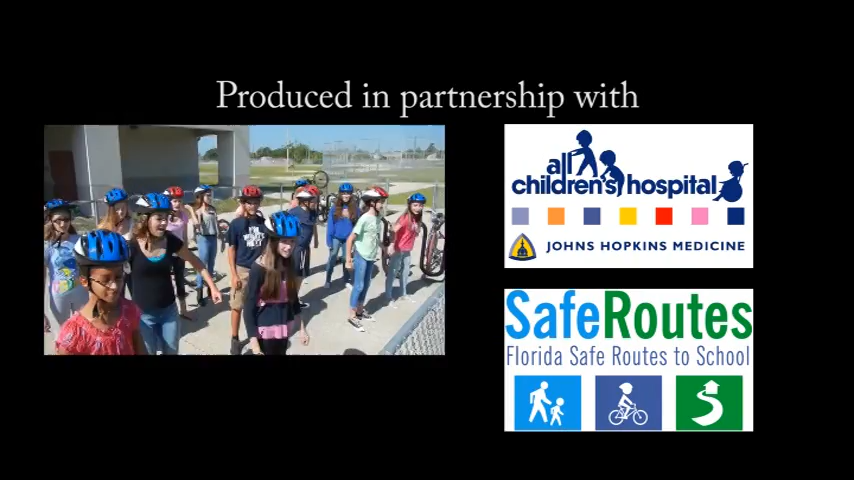 Produced in partnership with
all
children's hospital
JOHNS HOPKINS MEDICINE
SafeRoutes
Florida Safe Routes to School